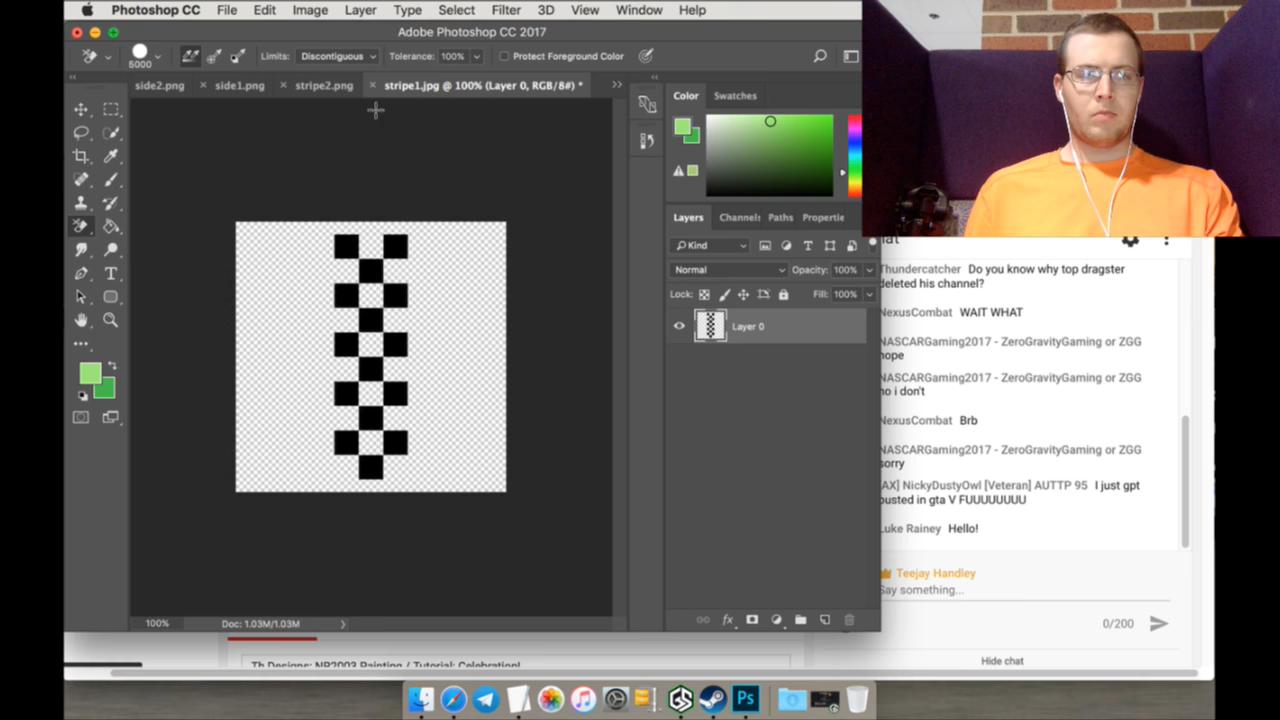 Photoshop CC File Edit Image Layer Type Select Filter 3D View Window Help
Adobe Photoshop CC 2017
5000 Limits: Discontiguous Tolerance: 100% Protect Foreground Color
side2.png side1.png stripe2.png stripe1.jpg @ 100% (Layer 0, RGB/8#) *
Color Swatches
Layers Channels Paths Propertie
Kind
Normal Opacity: 100%
Lock: Fill: 100%
Layer 0
100% Doc: 1.03M/1.03M
Th Designs: NR2003 Painting / Tutorial: Celebration!
hat
Thundercatcher Do you know why top dragster
deleted his channel?
NexusCombat WAIT WHAT
NASCARGaming2017 - ZeroGravityGaming or ZGG
nope
NASCARGaming2017 - ZeroGravityGaming or ZGG
no i don't
NexusCombat Brb
NASCARGaming2017 - ZeroGravityGaming or ZGG
sorry
[AX] NickyDustyOwl [Veteran] AUTTP 95 I just gpt
busted in gta V FUUUUUUUU
Luke Rainey Hello!
Teejay Handley
Say something...
0/200
Hide chat
Ps